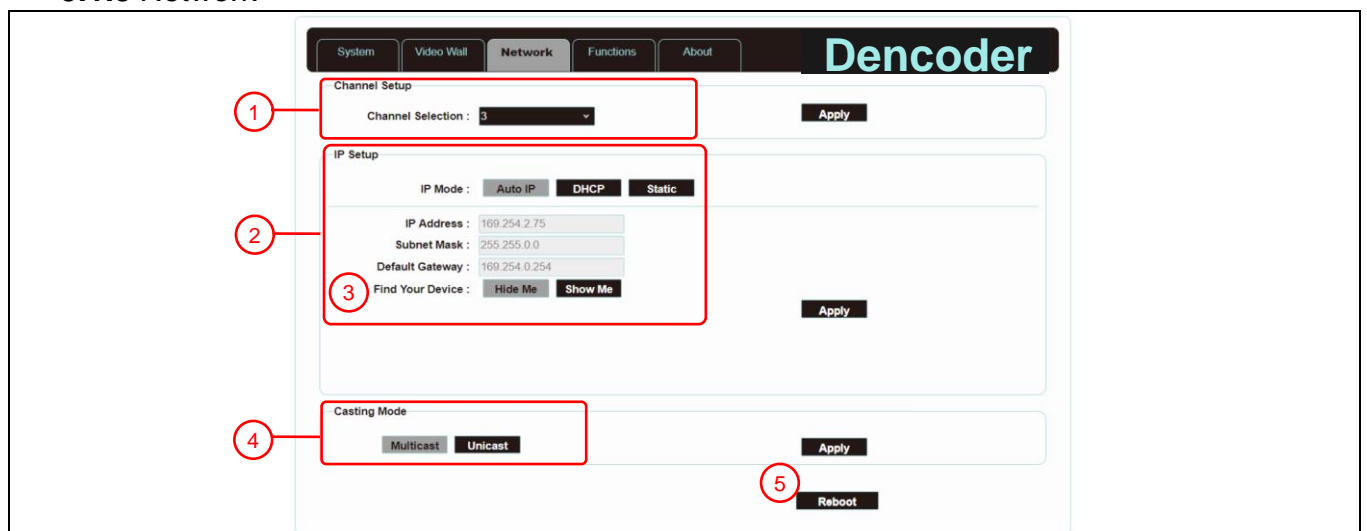 Network
System Video Wall Network Functions About Dencoder
Channel Setup
1 Channel Selection : 3 Apply
IP Setup
IP Mode : Auto IP DHCP Static
IP Address : 169.254.2.75
2 Subnet Mask : 255.255.0.0
Default Gateway : 169.254.0.254
3 Find Your Device : Hide Me Show Me
Apply
Casting Mode
4 Multicast Unicast Apply
5
Reboot